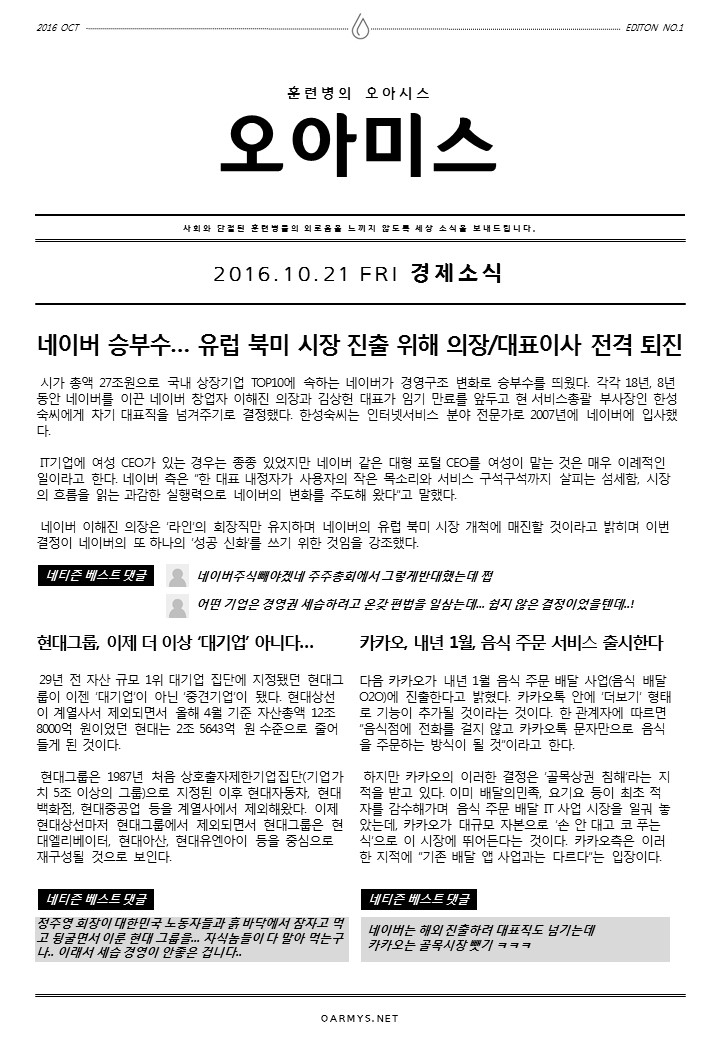 2016 OCT
EDITON NO.1
훈련병의 오아시스
오아미스
사회와 단절된 훈련병들의 외로움을 느끼지 않도록 세상 소식을 보내드립니다.
2016.10.21 FRI 경제소식
네이버 승부수... 유럽 북미 시장 진출 위해 의장/대표이사 전격 퇴진
시가 총액 27조원으로 국내 상장기업 TOP10에 속하는 네이버가 경영구조 변화로 승부수를 띄웠다. 각각 18년, 8년
동안 네이버를 이끈 네이버 창업자 이해진 의장과 김상헌 대표가 임기 만료를 앞두고 현 서비스총괄 부사장인 한성
숙씨에게 차기 대표직을 넘겨주기로 결정했다. 한성숙씨는 인터넷서비스 분야 전문가로 2007년에 네이버에 입사했
다.
IT기업에 여성 CEO가 있는 경우는 종종 있었지만 네이버 같은 대형 포털 CEO를 여성이 맡는 것은 매우 이례적인
일이라고 한다. 네이버 측은 “한 대표 내정자가 사용자의 작은 목소리와 서비스 구석구석까지 살피는 섬세함, 시장
의 흐름을 읽는 과감한 실행력으로 네이버의 변화를 주도해 왔다”고 말했다.
네이버 이해진 의장은 ‘라인’의 회장직만 유지하며 네이버의 유럽 북미 시장 개척에 매진할 것이라고 밝히며 이번
결정이 네이버의 또 하나의 ‘성공 신화’를 쓰기 위한 것임을 강조했다.
네티즌 베스트 댓글
네이버주식빼야겠네 주주총회에서 그렇게반대했는데 쩝
어떤 기업은 경영권 세습하려고 온갖 편법을 일삼는데... 쉽지 않은 결정이었을텐데..!
현대그룹, 이제 더 이상 ‘대기업’ 아니다...
29년 전 자산 규모 1위 대기업 집단에 지정됐던 현대그
룹이 이젠 ‘대기업’이 아닌 ‘중견기업’이 됐다. 현대상선
이 계열사서 제외되면서 올해 4월 기준 자산총액 12조
8000억 원이었던 현대는 2조 5643억 원 수준으로 줄어
들게 된 것이다.
현대그룹은 1987년 처음 상호출자제한기업집단(기업가
치 5조 이상의 그룹)으로 지정된 이후 현대자동차, 현대
백화점, 현대중공업 등을 계열사에서 제외해왔다. 이제
현대상선마저 현대그룹에서 제외되면서 현대그룹은 현
대엘리베이터, 현대아산, 현대유엔아이 등을 중심으로
재구성될 것으로 보인다.
네티즌 베스트 댓글
정주영 회장이 대한민국 노동자들과 흙 바닥에서 잠자고 먹
고 뒹굴면서 이룬 현대 그룹을... 자식놈들이 다 말아 먹는구
나.. 이래서 세습 경영이 안좋은 겁니다..
카카오, 내년 1월, 음식 주문 서비스 출시한다
다음 카카오가 내년 1월 음식 주문 배달 사업(음식 배달
O2O)에 진출한다고 밝혔다. 카카오톡 안에 ‘더보기’ 형태
로 기능이 추가될 것이라는 것이다. 한 관계자에 따르면
“음식점에 전화를 걸지 않고 카카오톡 문자만으로 음식
을 주문하는 방식이 될 것”이라고 한다.
하지만 카카오의 이러한 결정은 ‘골목상권 침해’라는 지
적을 받고 있다. 이미 배달의민족, 요기요 등이 최초 적
자를 감수해가며 음식 주문 배달 IT 사업 시장을 일궈 놓
았는데, 카카오가 대규모 자본으로 ‘손 안 대고 코 푸는
식’으로 이 시장에 뛰어든다는 것이다. 카카오측은 이러
한 지적에 “기존 배달 앱 사업과는 다르다”는 입장이다.
네티즌 베스트 댓글
네이버는 해외 진출하려 대표직도 넘기는데
카카오는 골목시장 뺏기 ㅋㅋㅋ
OARMYS.NET